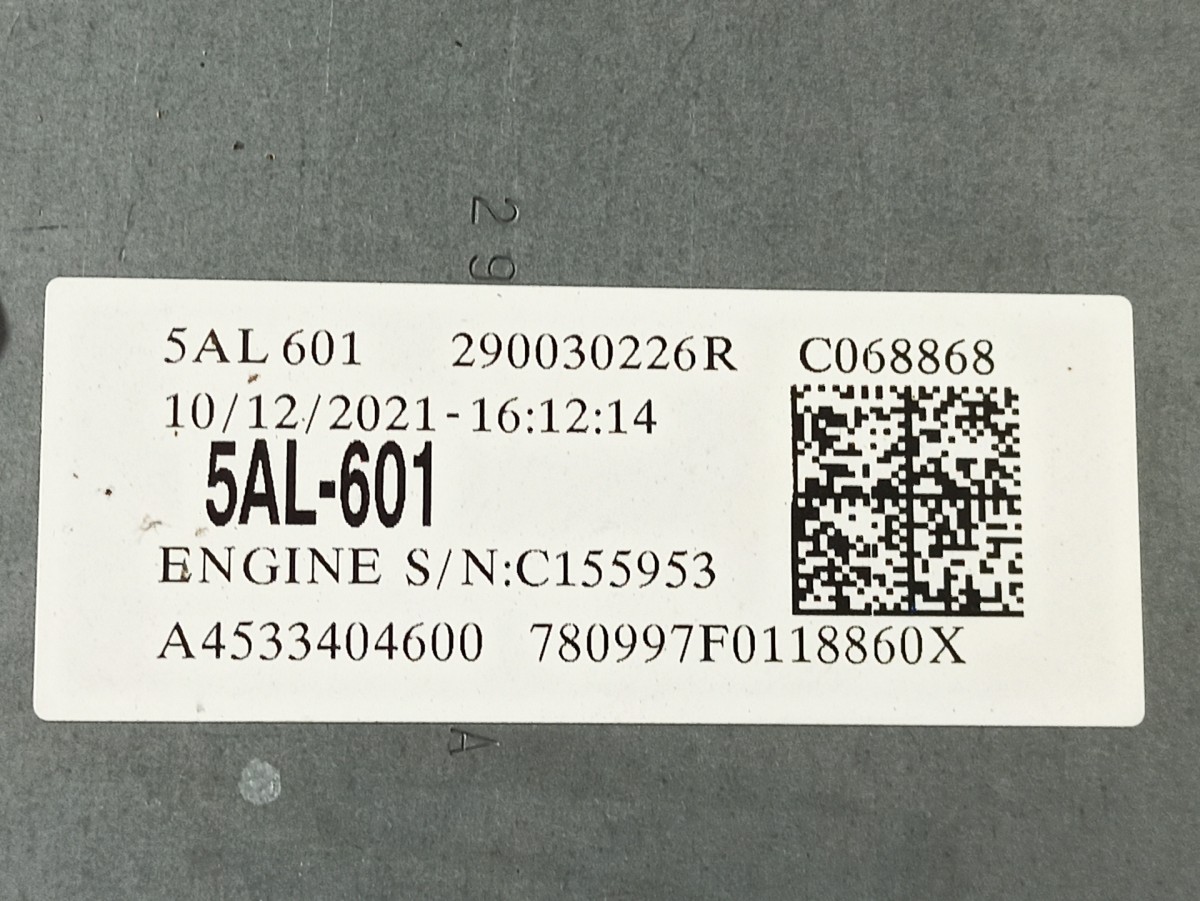 29
5AL 601 290030226R C068868
10/12/2021-16:12:14
5AL-601
ENGINE S/N:C155953
A4533404600 780997F0118860X
A